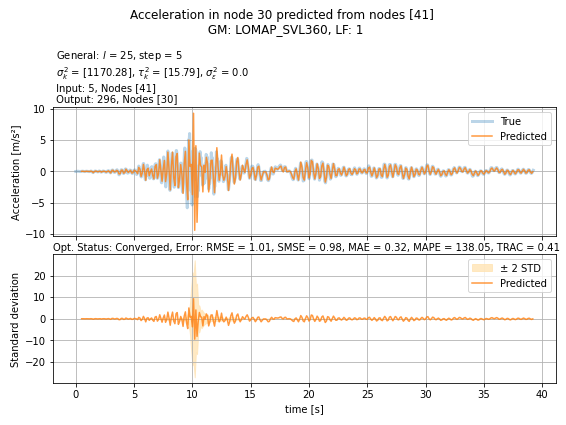 Acceleration in node 30 predicted from nodes [41]
GM: LOMAP_SVL360, LF: 1
General: l = 25, step = 5
σ²ₖ = [1170.28], τ²ₖ = [15.79], σ²ε = 0.0
Input: 5, Nodes [41]
Output: 296, Nodes [30]
10
5
0
−5
−10
Acceleration [m/s²]
True
Predicted
Opt. Status: Converged, Error: RMSE = 1.01, SMSE = 0.98, MAE = 0.32, MAPE = 138.05, TRAC = 0.41
20
10
0
−10
−20
Standard deviation
± 2 STD
Predicted
0 5 10 15 20 25 30 35 40
time [s]